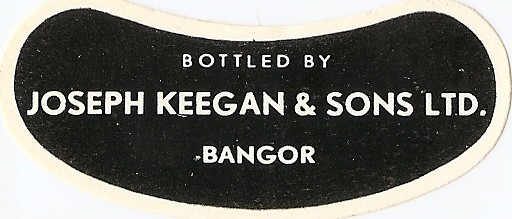 BOTTLED BY
JOSEPH KEEGAN & SONS LTD.
BANGOR